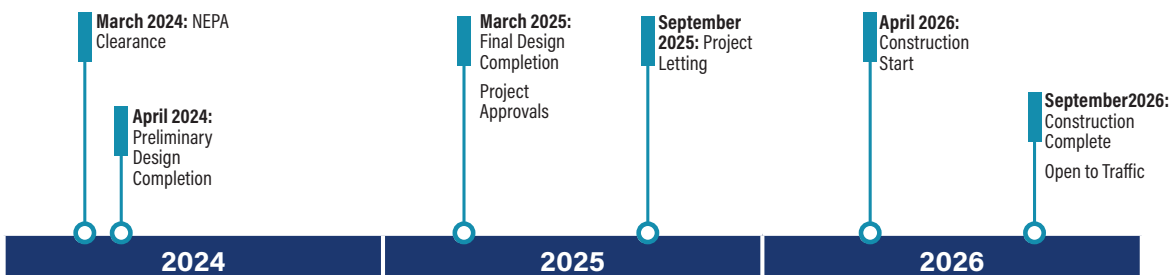 March 2024: NEPA
Clearance
April 2024:
Preliminary
Design
Completion
March 2025:
Final Design
Completion
Project
Approvals
September
2025: Project
Letting
April 2026:
Construction
Start
September2026:
Construction
Complete
Open to Traffic
2024
2025
2026